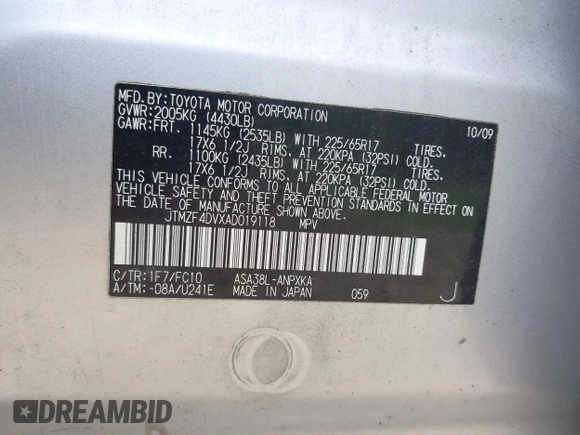 MFD. BY: TOYOTA MOTOR CORPORATION 10/09
GVWR: 2005KG (4430LB)
GAWR: FRT. 1145KG (2535LB) WITH 225/65R17 TIRES.
17X6 1/2J RIMS. AT 220KPA (32PSI) COLD.
RR. 1100KG (2435LB) WITH 225/65R17 TIRES.
17X6 1/2J RIMS. AT 220KPA (32PSI) COLD.
THIS VEHICLE CONFORMS TO ALL APPLICABLE FEDERAL MOTOR
VEHICLE SAFETY AND THEFT PREVENTION STANDARDS IN EFFECT ON
THE DATE OF MANUFACTURE SHOWN ABOVE.
JTMZF4DVXAD019118 MPV
C/TR: 1F7/FC10 ASA38L-ANPXKA
A/TM: -08A/U241E MADE IN JAPAN 059 J
DREAMBID